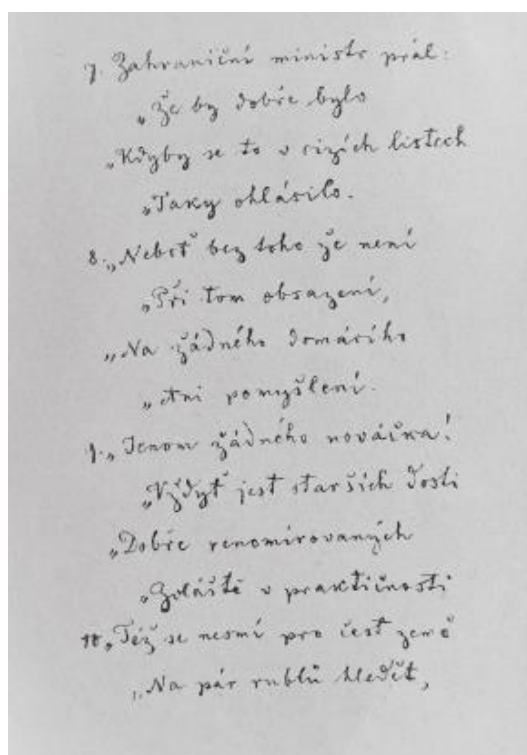 7. Zahraniční ministr prál:
„Že by dobře bylo
„Kdyby se to v cizích listech
„Taky ohlásilo.
8. „Neboť bez toho že není
„Při tom obsazení,
„Na žádného domácího
„Ani pomyšlení.
9. „Jenom žádného nováčka!
„Vždyť jest starších dosti
„Dobře renomirovaných
„Zvláště v praktičnosti
10. „Též se nesmí pro čest země
„Na pár rublů hledět,